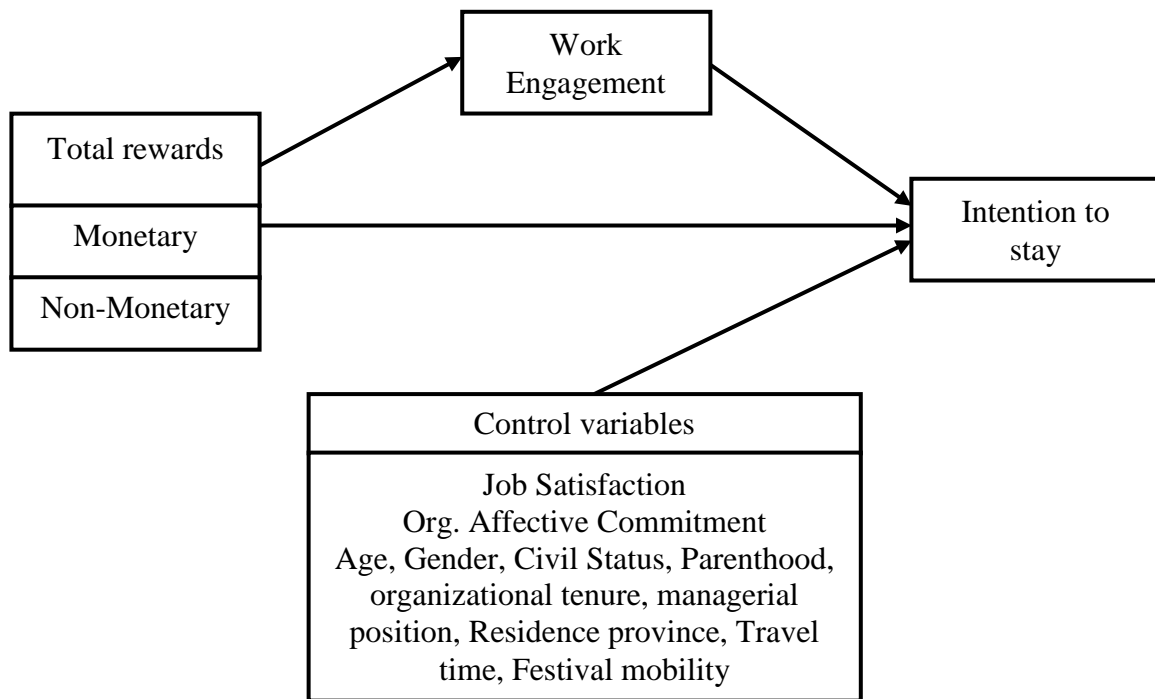 Work
Engagement
Total rewards
Monetary
Non-Monetary
Intention to
stay
Control variables
Job Satisfaction
Org. Affective Commitment
Age, Gender, Civil Status, Parenthood,
organizational tenure, managerial
position, Residence province, Travel
time, Festival mobility